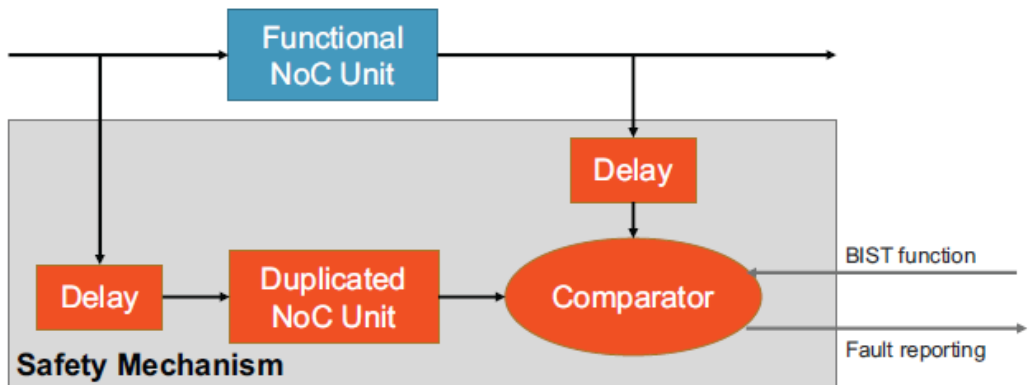 Functional
NoC Unit
Delay
Delay
Duplicated
NoC Unit
Comparator
BIST function
Fault reporting
Safety Mechanism